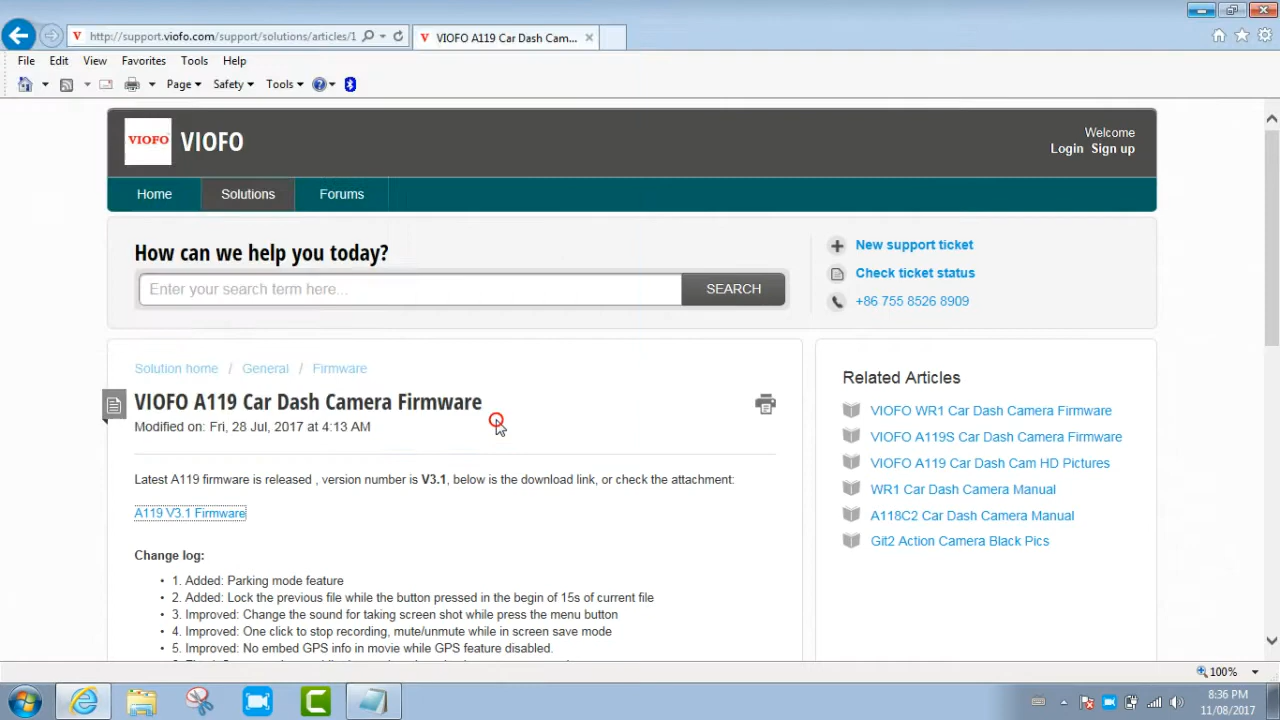 http://support.viofo.com/support/solutions/articles/1
VIOFO A119 Car Dash Cam...
File Edit View Favorites Tools Help
Page Safety Tools
VIOFO VIOFO
Welcome
Login Sign up
Home Solutions Forums
How can we help you today?
Enter your search term here... SEARCH
New support ticket
Check ticket status
+86 755 8526 8909
Solution home / General / Firmware
VIOFO A119 Car Dash Camera Firmware
Modified on: Fri, 28 Jul, 2017 at 4:13 AM
Latest A119 firmware is released , version number is V3.1, below is the download link, or check the attachment:
A119 V3.1 Firmware
Change log:
• 1. Added: Parking mode feature
• 2. Added: Lock the previous file while the button pressed in the begin of 15s of current file
• 3. Improved: Change the sound for taking screen shot while press the menu button
• 4. Improved: One click to stop recording, mute/unmute while in screen save mode
• 5. Improved: No embed GPS info in movie while GPS feature disabled.
Related Articles
VIOFO WR1 Car Dash Camera Firmware
VIOFO A119S Car Dash Camera Firmware
VIOFO A119 Car Dash Cam HD Pictures
WR1 Car Dash Camera Manual
A118C2 Car Dash Camera Manual
Git2 Action Camera Black Pics
100%
8:36 PM
11/08/2017